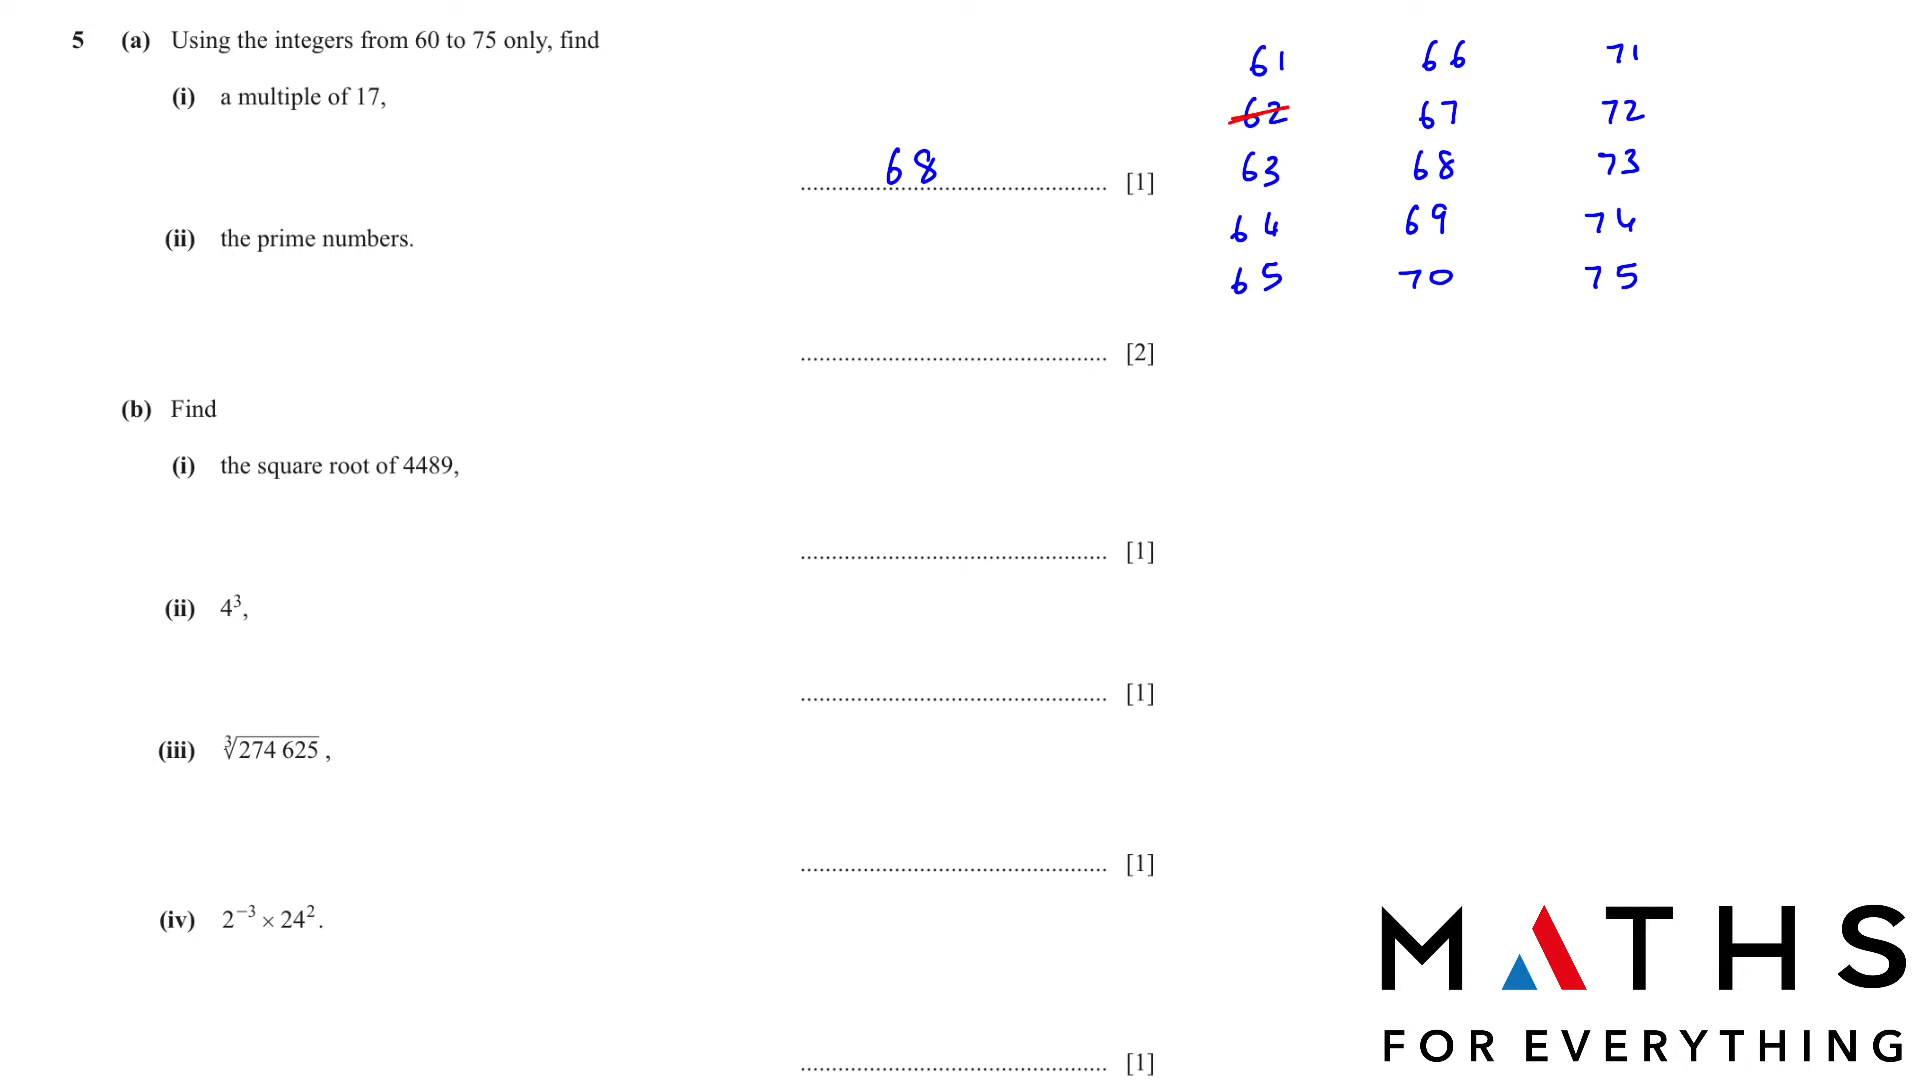 5 (a) Using the integers from 60 to 75 only, find
(i) a multiple of 17,
68
.................................................. [1]
(ii) the prime numbers.
.................................................. [2]
61 66 71
62 67 72
63 68 73
64 69 74
65 70 75
(b) Find
(i) the square root of 4489,
.................................................. [1]
(ii) 4³,
.................................................. [1]
(iii) ∛274 625 ,
.................................................. [1]
(iv) 2⁻³ × 24².
.................................................. [1]
MATHS
FOR EVERYTHING